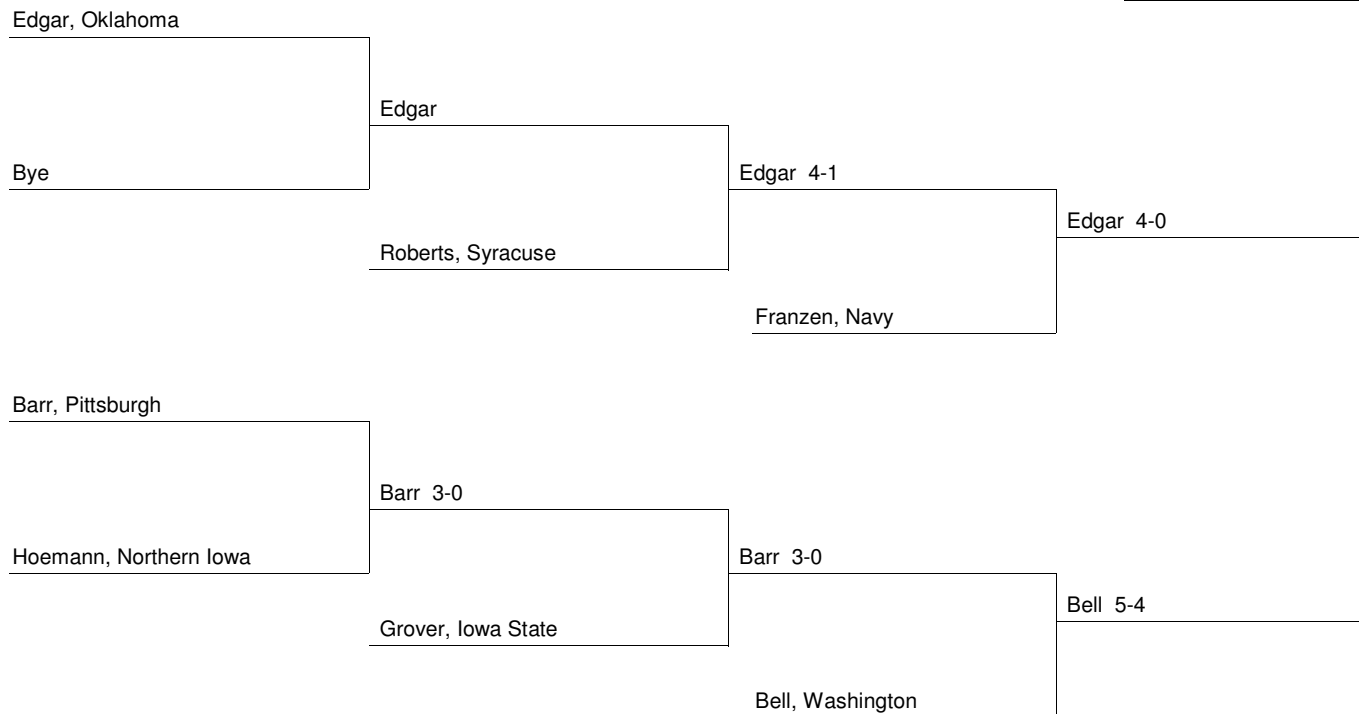 Edgar, Oklahoma
Edgar
Bye
Edgar  4-1
Edgar  4-0
Roberts, Syracuse
Franzen, Navy
Barr, Pittsburgh
Barr  3-0
Hoemann, Northern Iowa
Barr  3-0
Bell  5-4
Grover, Iowa State
Bell, Washington